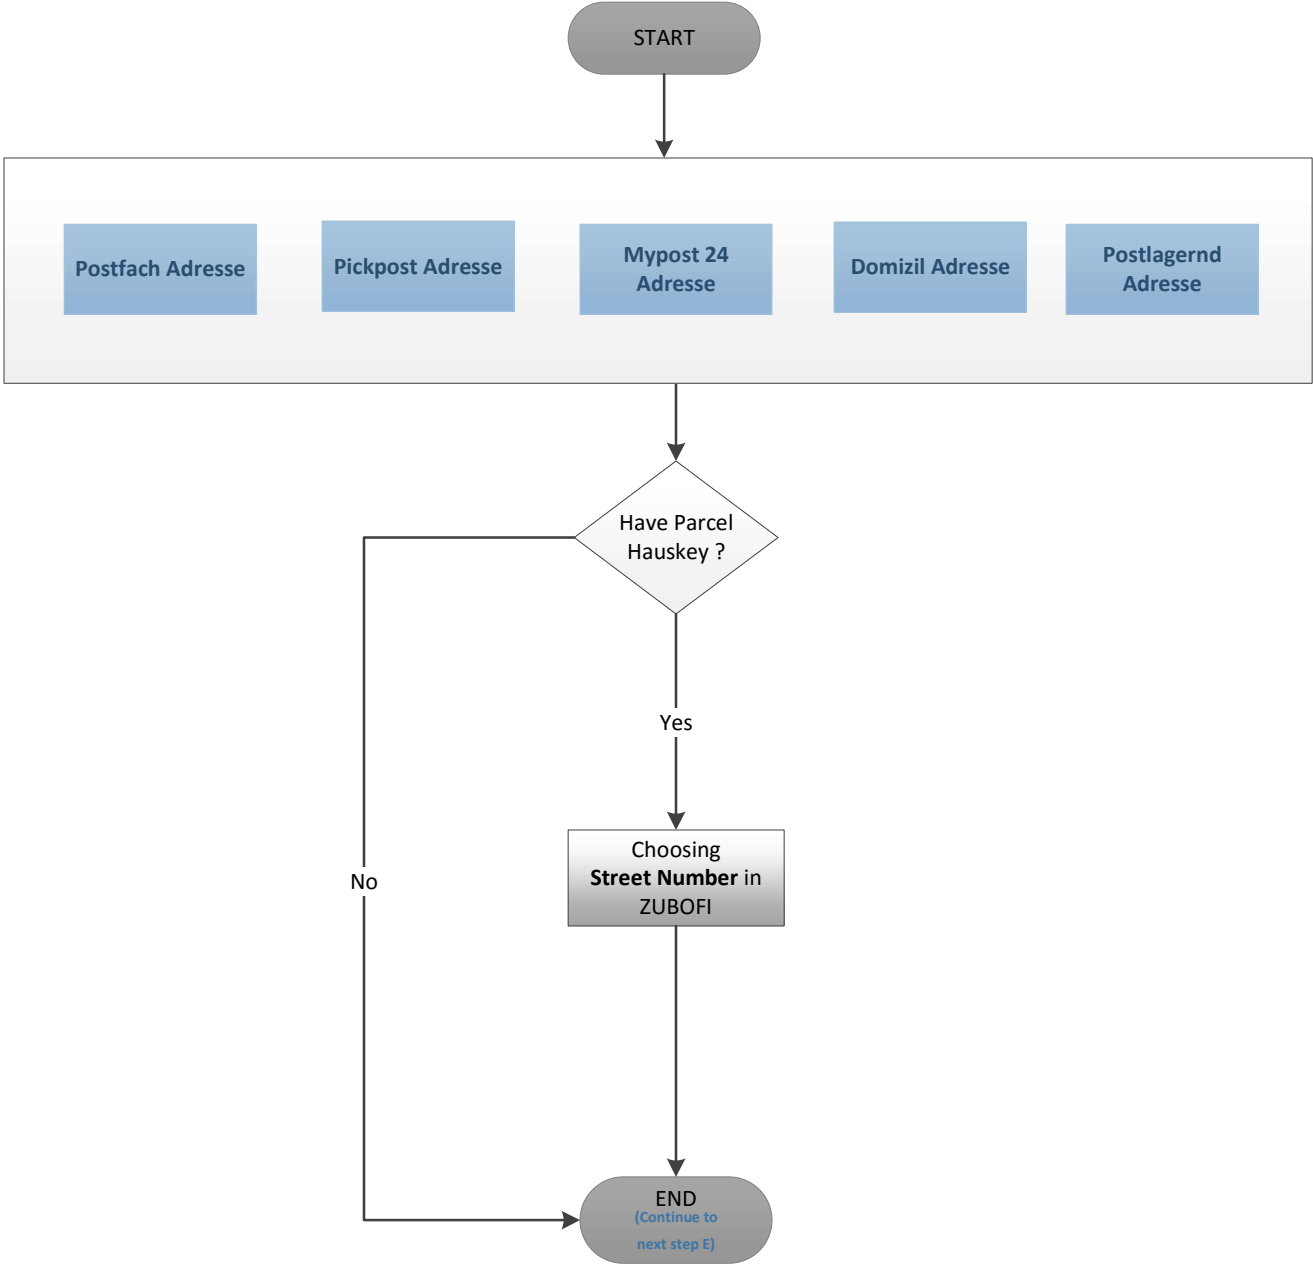 START
Postfach Adresse
Pickpost Adresse
Mypost 24
Adresse
Domizil Adresse
Postlagernd
Adresse
Have Parcel
Hauskey ?
Yes
No
Choosing
Street Number in
ZUBOFI
END
(Continue to
next step E)